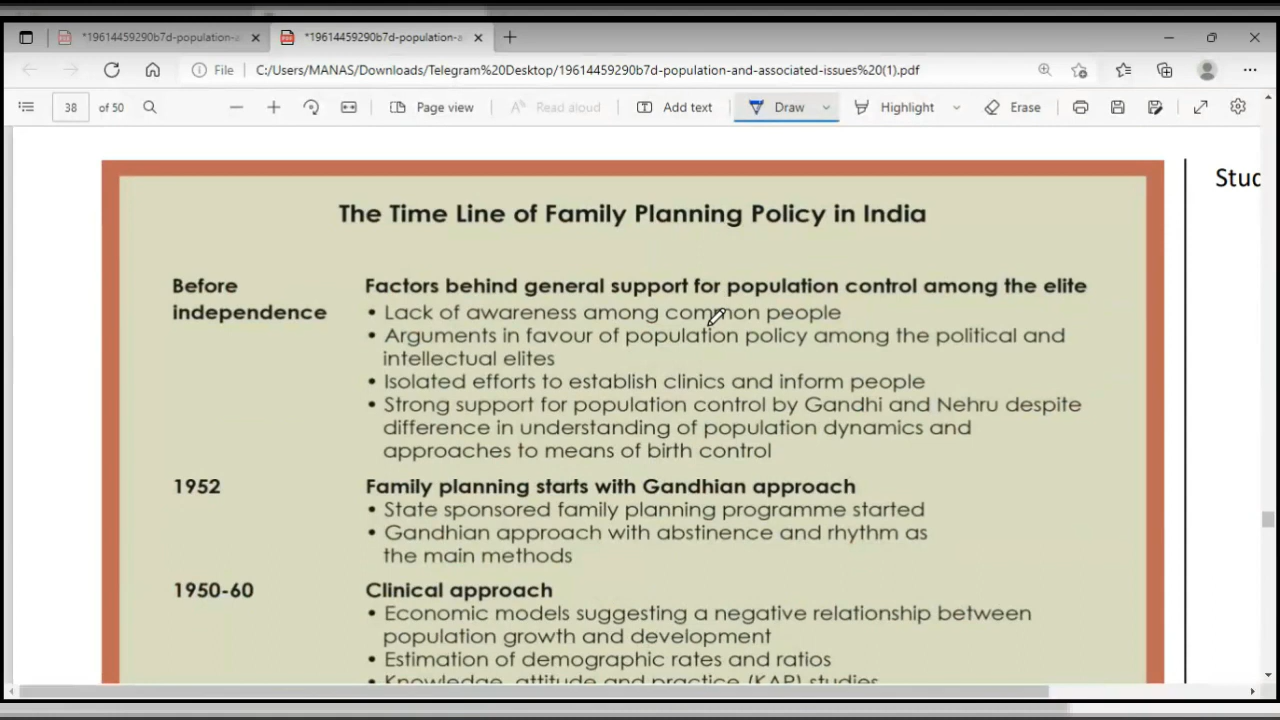 *19614459290b7d-population-a
*19614459290b7d-population-a
File
C:/Users/MANAS/Downloads/Telegram%20Desktop/19614459290b7d-population-and-associated-issues%20(1).pdf
38 of 50
Page view
Read aloud
Add text
Draw
Highlight
Erase
Stud
The Time Line of Family Planning Policy in India
Before independence
Factors behind general support for population control among the elite
• Lack of awareness among common people
• Arguments in favour of population policy among the political and
intellectual elites
• Isolated efforts to establish clinics and inform people
• Strong support for population control by Gandhi and Nehru despite
difference in understanding of population dynamics and
approaches to means of birth control
1952
Family planning starts with Gandhian approach
• State sponsored family planning programme started
• Gandhian approach with abstinence and rhythm as
the main methods
1950-60
Clinical approach
• Economic models suggesting a negative relationship between
population growth and development
• Estimation of demographic rates and ratios
• Knowledge, attitude and practice (KAP) studies